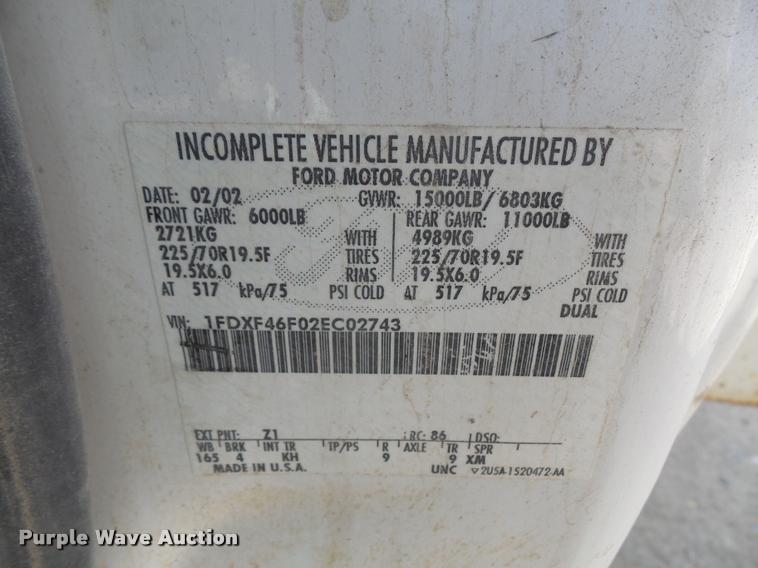 INCOMPLETE VEHICLE MANUFACTURED BY
FORD MOTOR COMPANY
DATE: 02/02 GVWR: 15000LB/ 6803KG
FRONT GAWR: 6000LB REAR GAWR: 11000LB
2721KG WITH 4989KG WITH
225/70R19.5F TIRES 225/70R19.5F TIRES
19.5X6.0 RIMS 19.5X6.0 RIMS
AT 517 kPa/75 PSI COLD AT 517 kPa/75 PSI COLD
DUAL
VIN: 1FDXF46F02EC02743
EXT PNT: Z1 RC: 86 DSO:
WB BRK INT TR TP/PS R AXLE TR SPR
165 4 KH 9 9 XM
MADE IN U.S.A. UNC 2U5A-1520472-AA
Purple Wave Auction